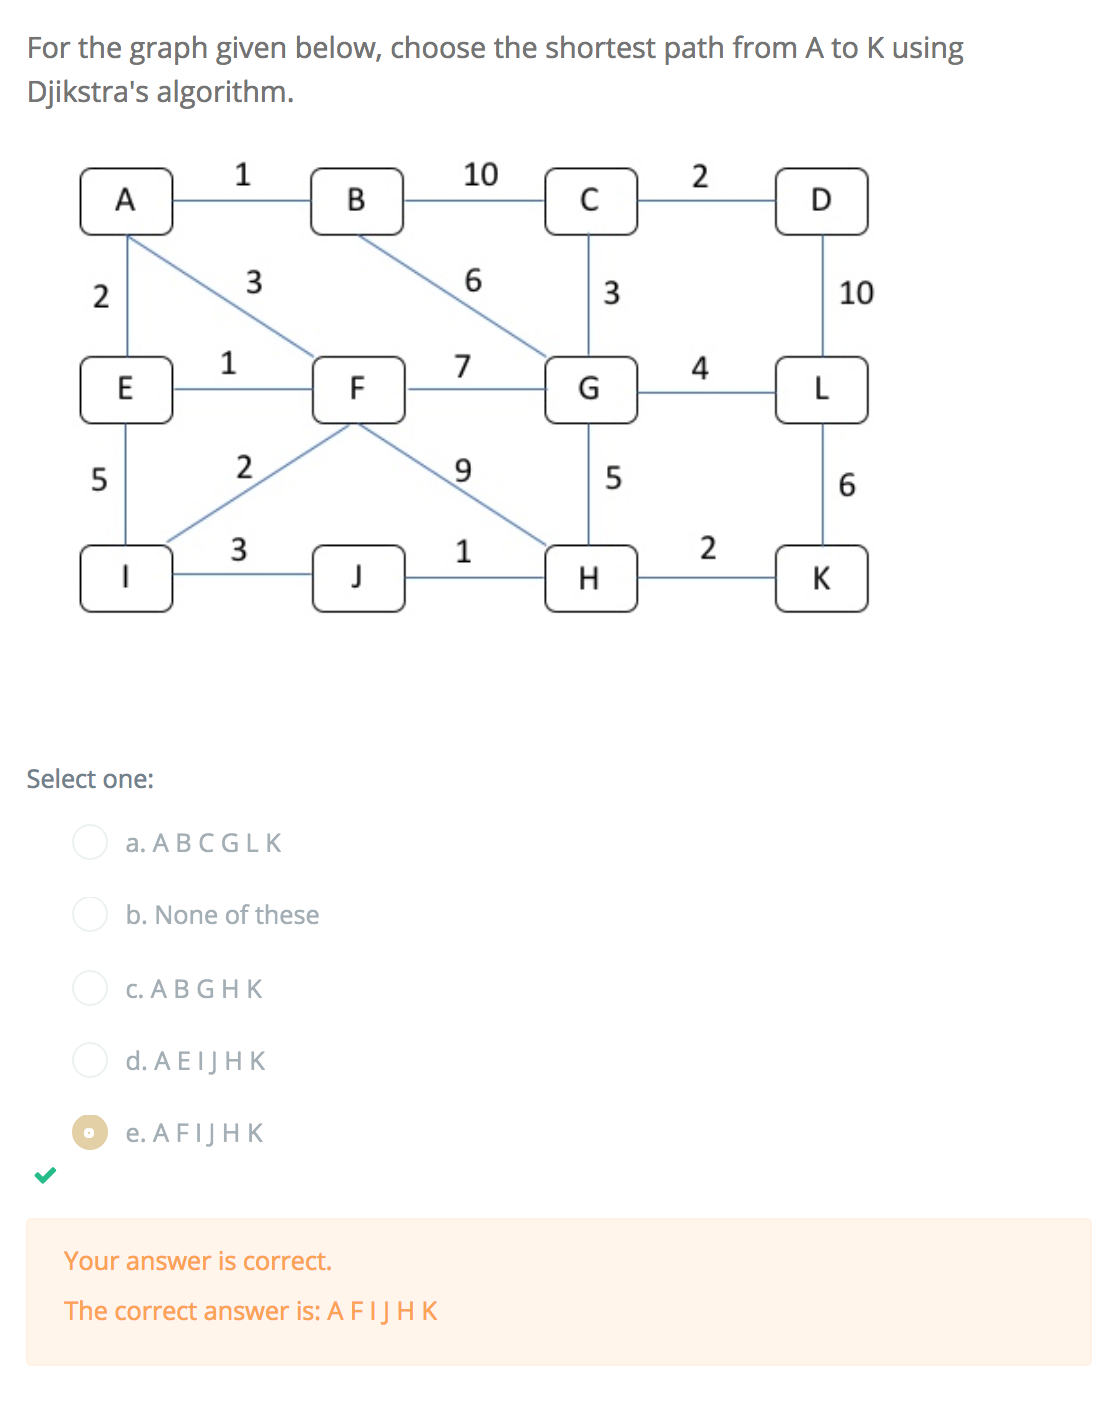 For the graph given below, choose the shortest path from A to K using
Djikstra's algorithm.
1 10 2
A B C D
2 3 6 3 10
1 7 4
E F G L
5 2 9 5 6
3 1 2
I J H K
Select one:
a. A B C G L K
b. None of these
c. A B G H K
d. A E I J H K
e. A F I J H K
Your answer is correct.
The correct answer is: A F I J H K